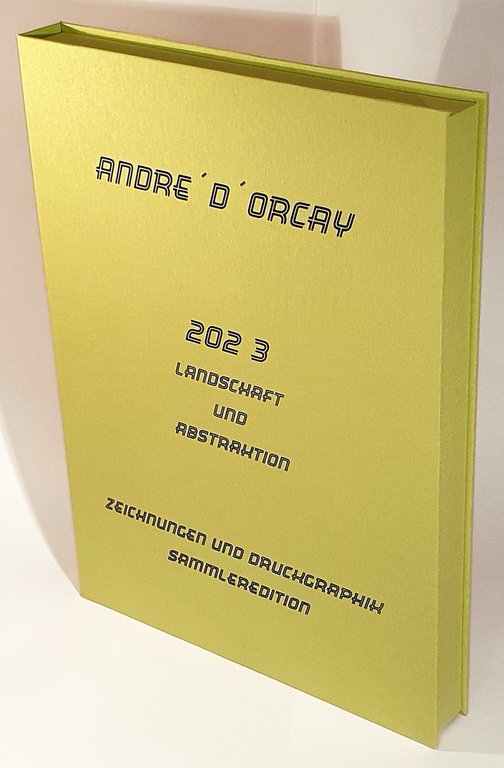 ANDRE ´D ´ORCAY
202 3
LANDSCHAFT
UND
ABSTRAKTION
ZEICHNUNGEN UND DRUCKGRAPHIK
SAMMLEREDITION